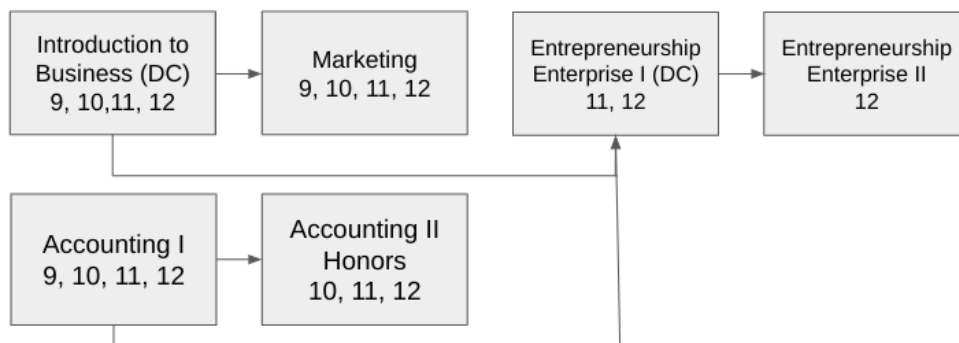 Introduction to
Business (DC)
9, 10,11, 12
Marketing
9, 10, 11, 12
Entrepreneurship
Enterprise I (DC)
11, 12
Entrepreneurship
Enterprise II
12
Accounting I
9, 10, 11, 12
Accounting II
Honors
10, 11, 12